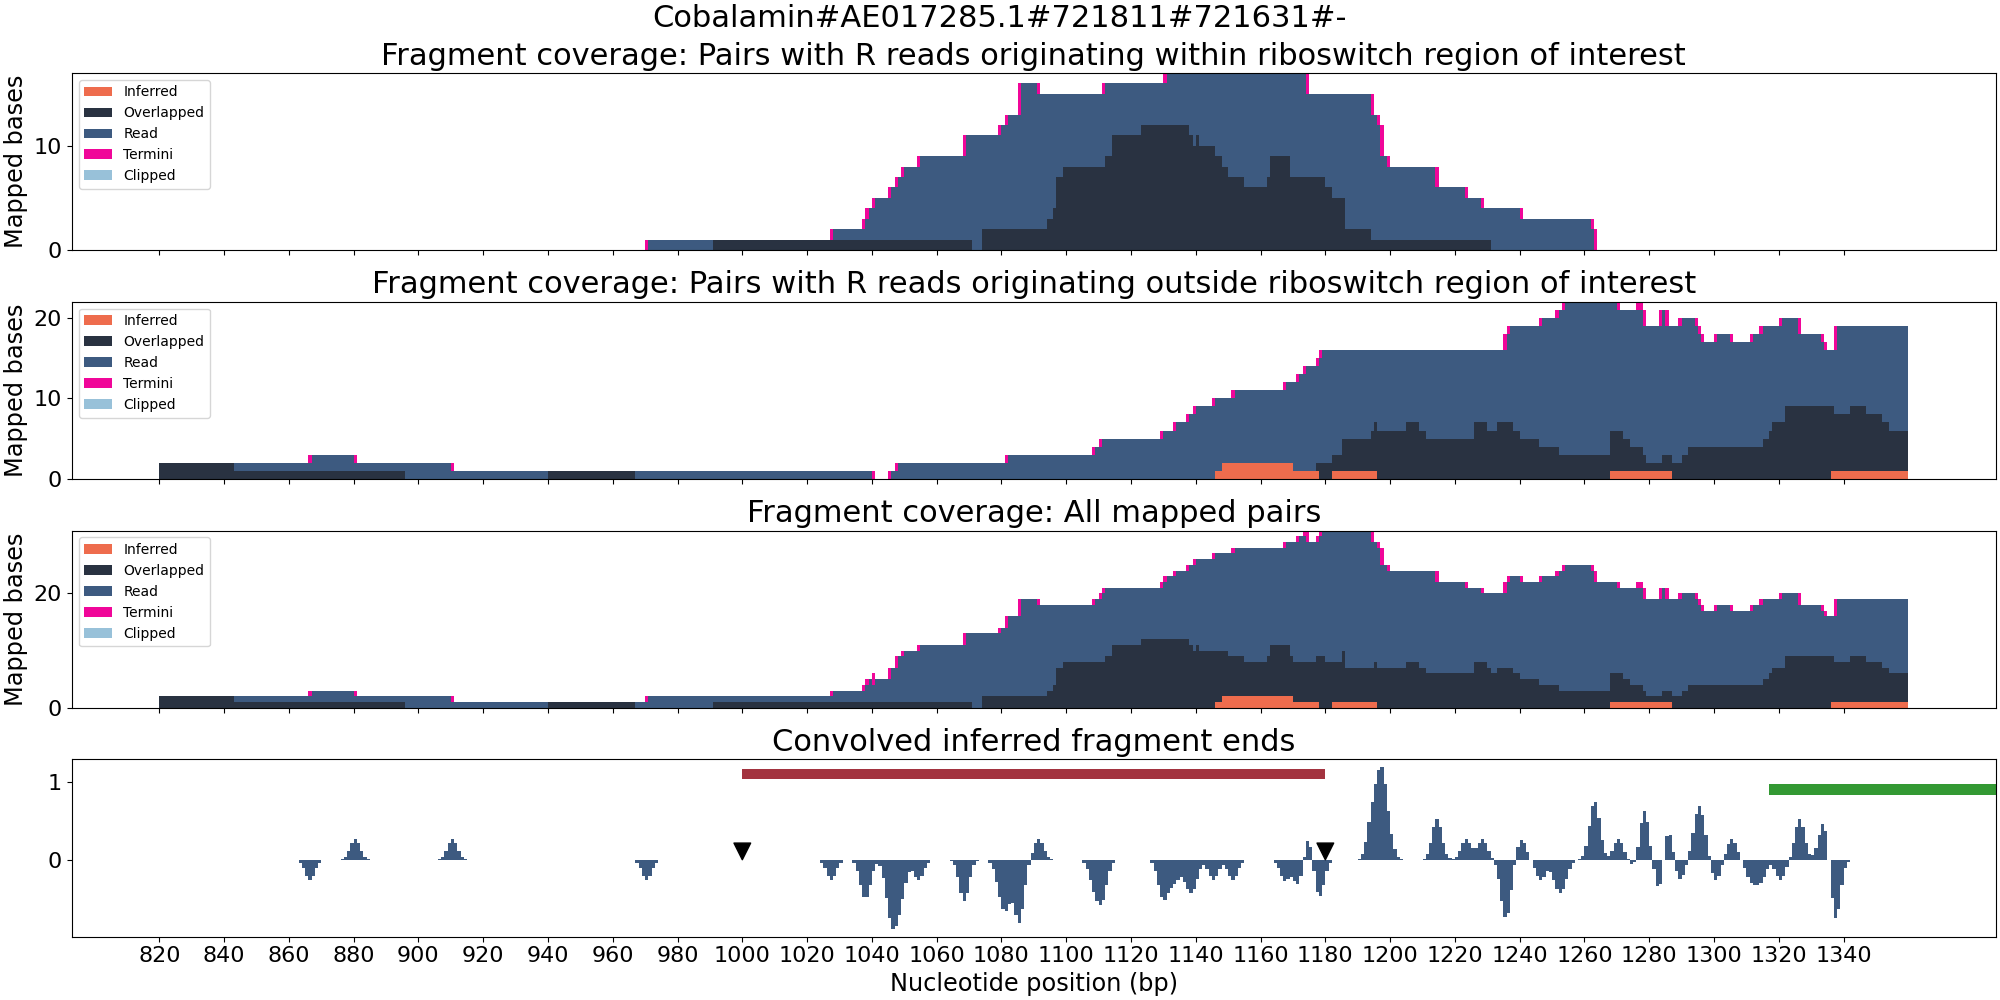 Cobalamin#AE017285.1#721811#721631#-
Fragment coverage: Pairs with R reads originating within riboswitch region of interest
Mapped bases
10
0
Inferred
Overlapped
Read
Termini
Clipped
Fragment coverage: Pairs with R reads originating outside riboswitch region of interest
Mapped bases
20
10
0
Inferred
Overlapped
Read
Termini
Clipped
Fragment coverage: All mapped pairs
Mapped bases
20
0
Inferred
Overlapped
Read
Termini
Clipped
Convolved inferred fragment ends
1
0
820 840 860 880 900 920 940 960 980 1000 1020 1040 1060 1080 1100 1120 1140 1160 1180 1200 1220 1240 1260 1280 1300 1320 1340
Nucleotide position (bp)